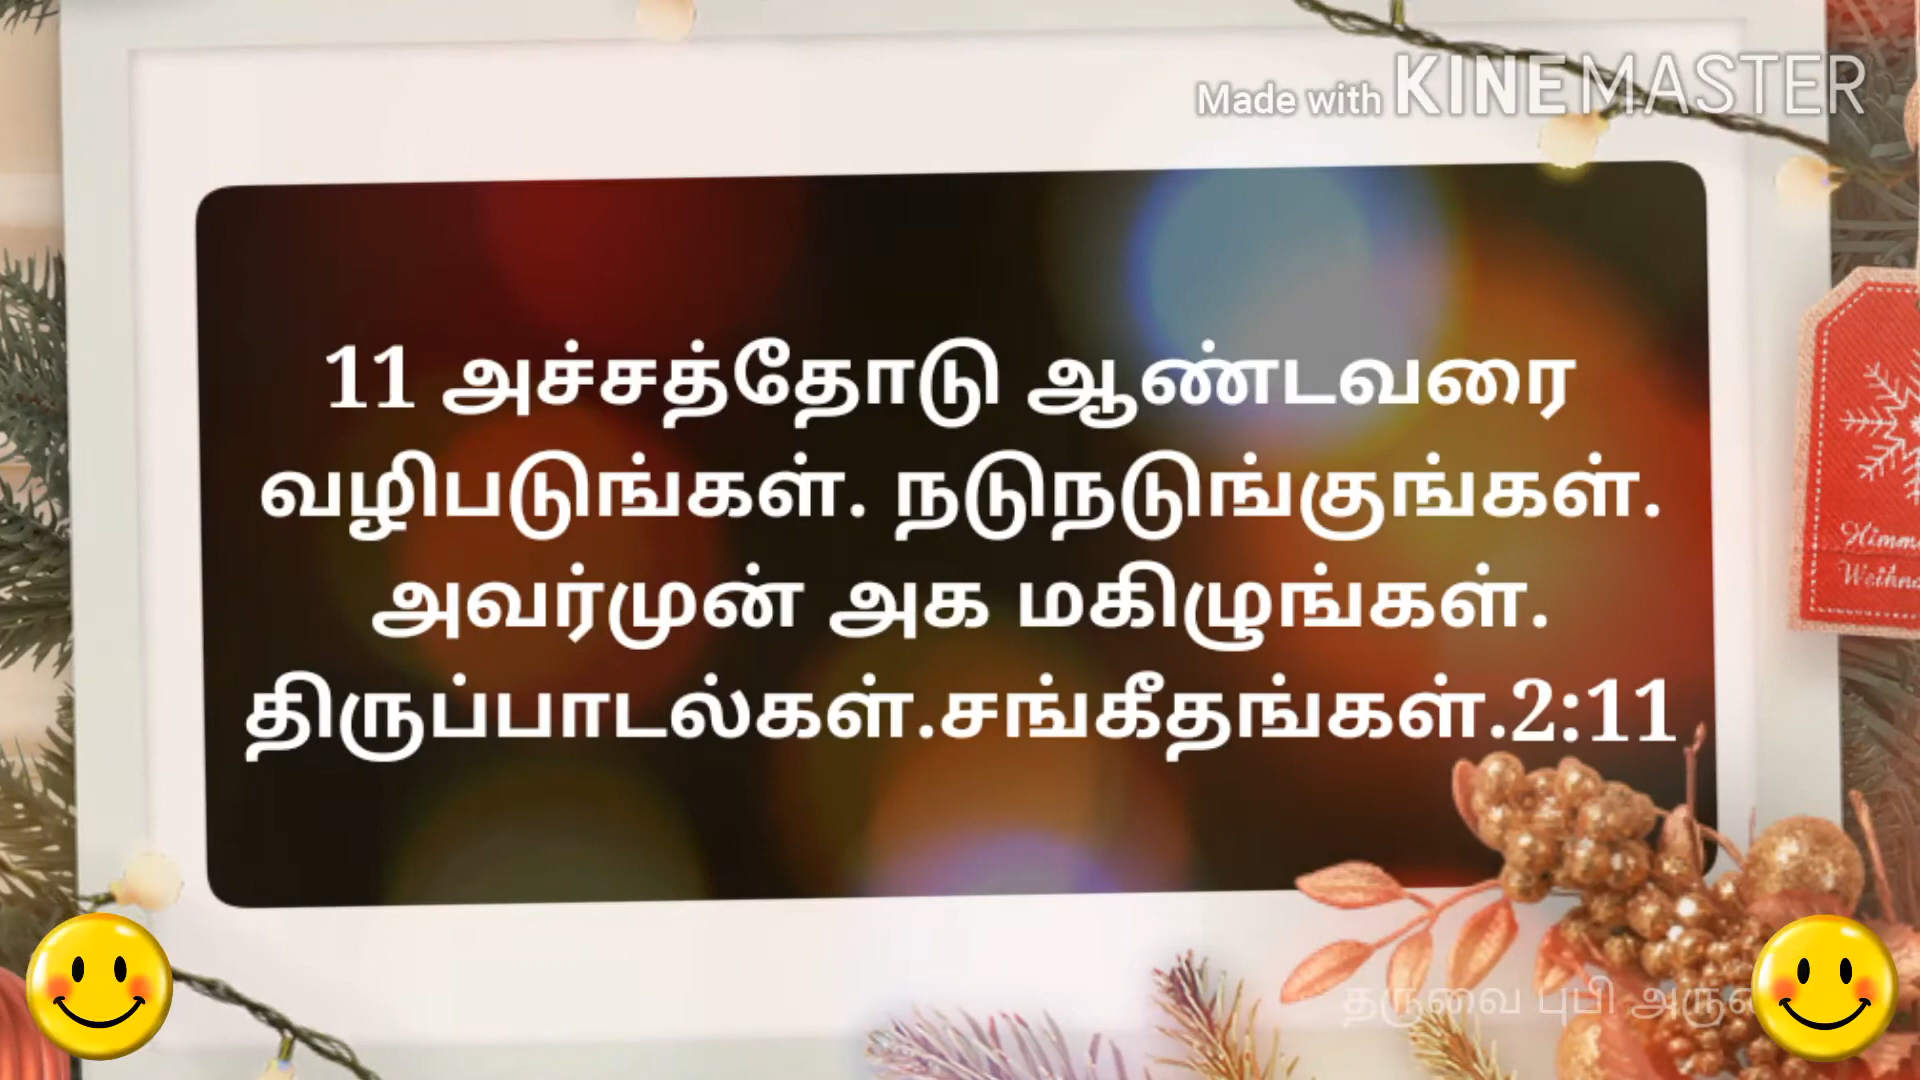 Made with KINEMASTER
11 அச்சத்தோடு ஆண்டவரை
வழிபடுங்கள். நடுநடுங்குங்கள்.
அவர்முன் அக மகிழுங்கள்.
திருப்பாடல்கள்.சங்கீதங்கள்.2:11
தருவை புபி